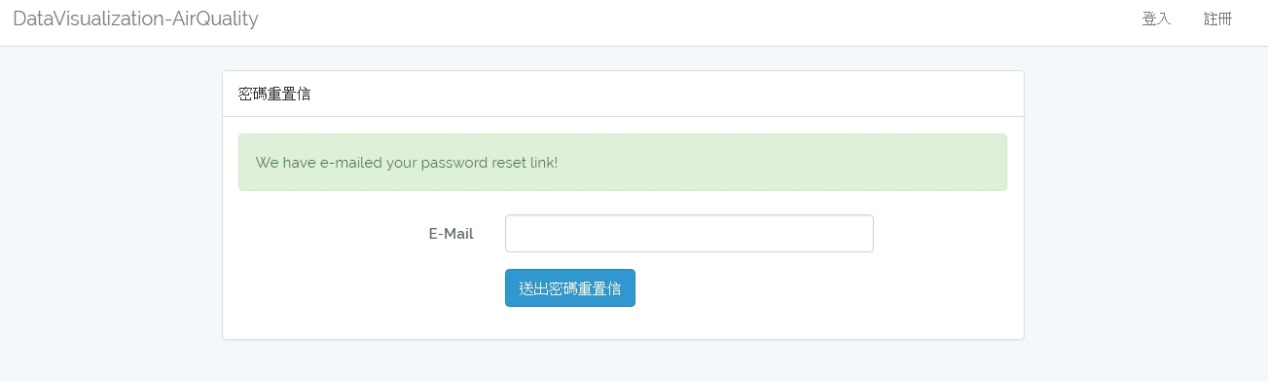 DataVisualization-AirQuality
登入 註冊
密碼重置信
We have e-mailed your password reset link!
E-Mail
送出密碼重置信